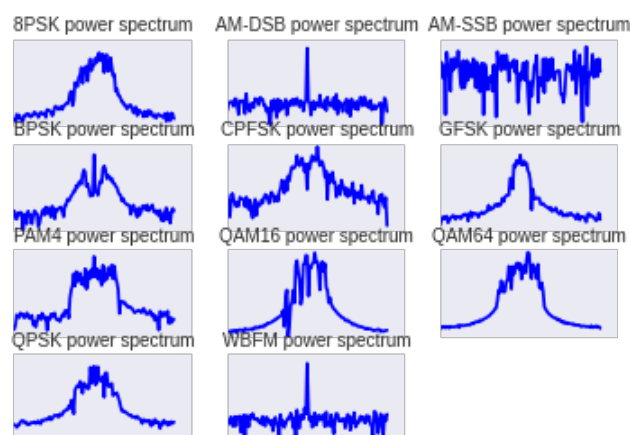 8PSK power spectrum AM-DSB power spectrum AM-SSB power spectrum
BPSK power spectrum CPFSK power spectrum GFSK power spectrum
PAM4 power spectrum QAM16 power spectrum QAM64 power spectrum
QPSK power spectrum WBFM power spectrum